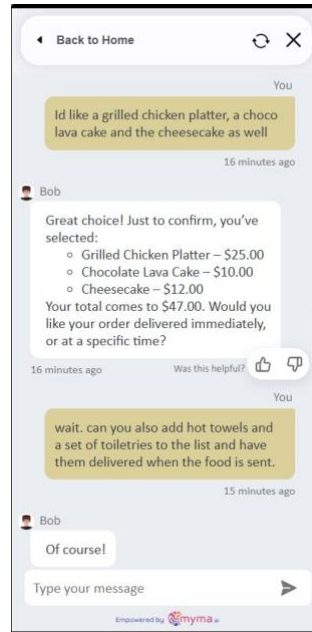 Back to Home
You
Id like a grilled chicken platter, a choco
lava cake and the cheesecake as well
16 minutes ago
Bob
Great choice! Just to confirm, you’ve
selected:
Grilled Chicken Platter – $25.00
Chocolate Lava Cake – $10.00
Cheesecake – $12.00
Your total comes to $47.00. Would you
like your order delivered immediately,
or at a specific time?
16 minutes ago
Was this helpful?
You
wait. can you also add hot towels and
a set of toiletries to the list and have
them delivered when the food is sent.
15 minutes ago
Bob
Of course!
Type your message
Empowered by myma